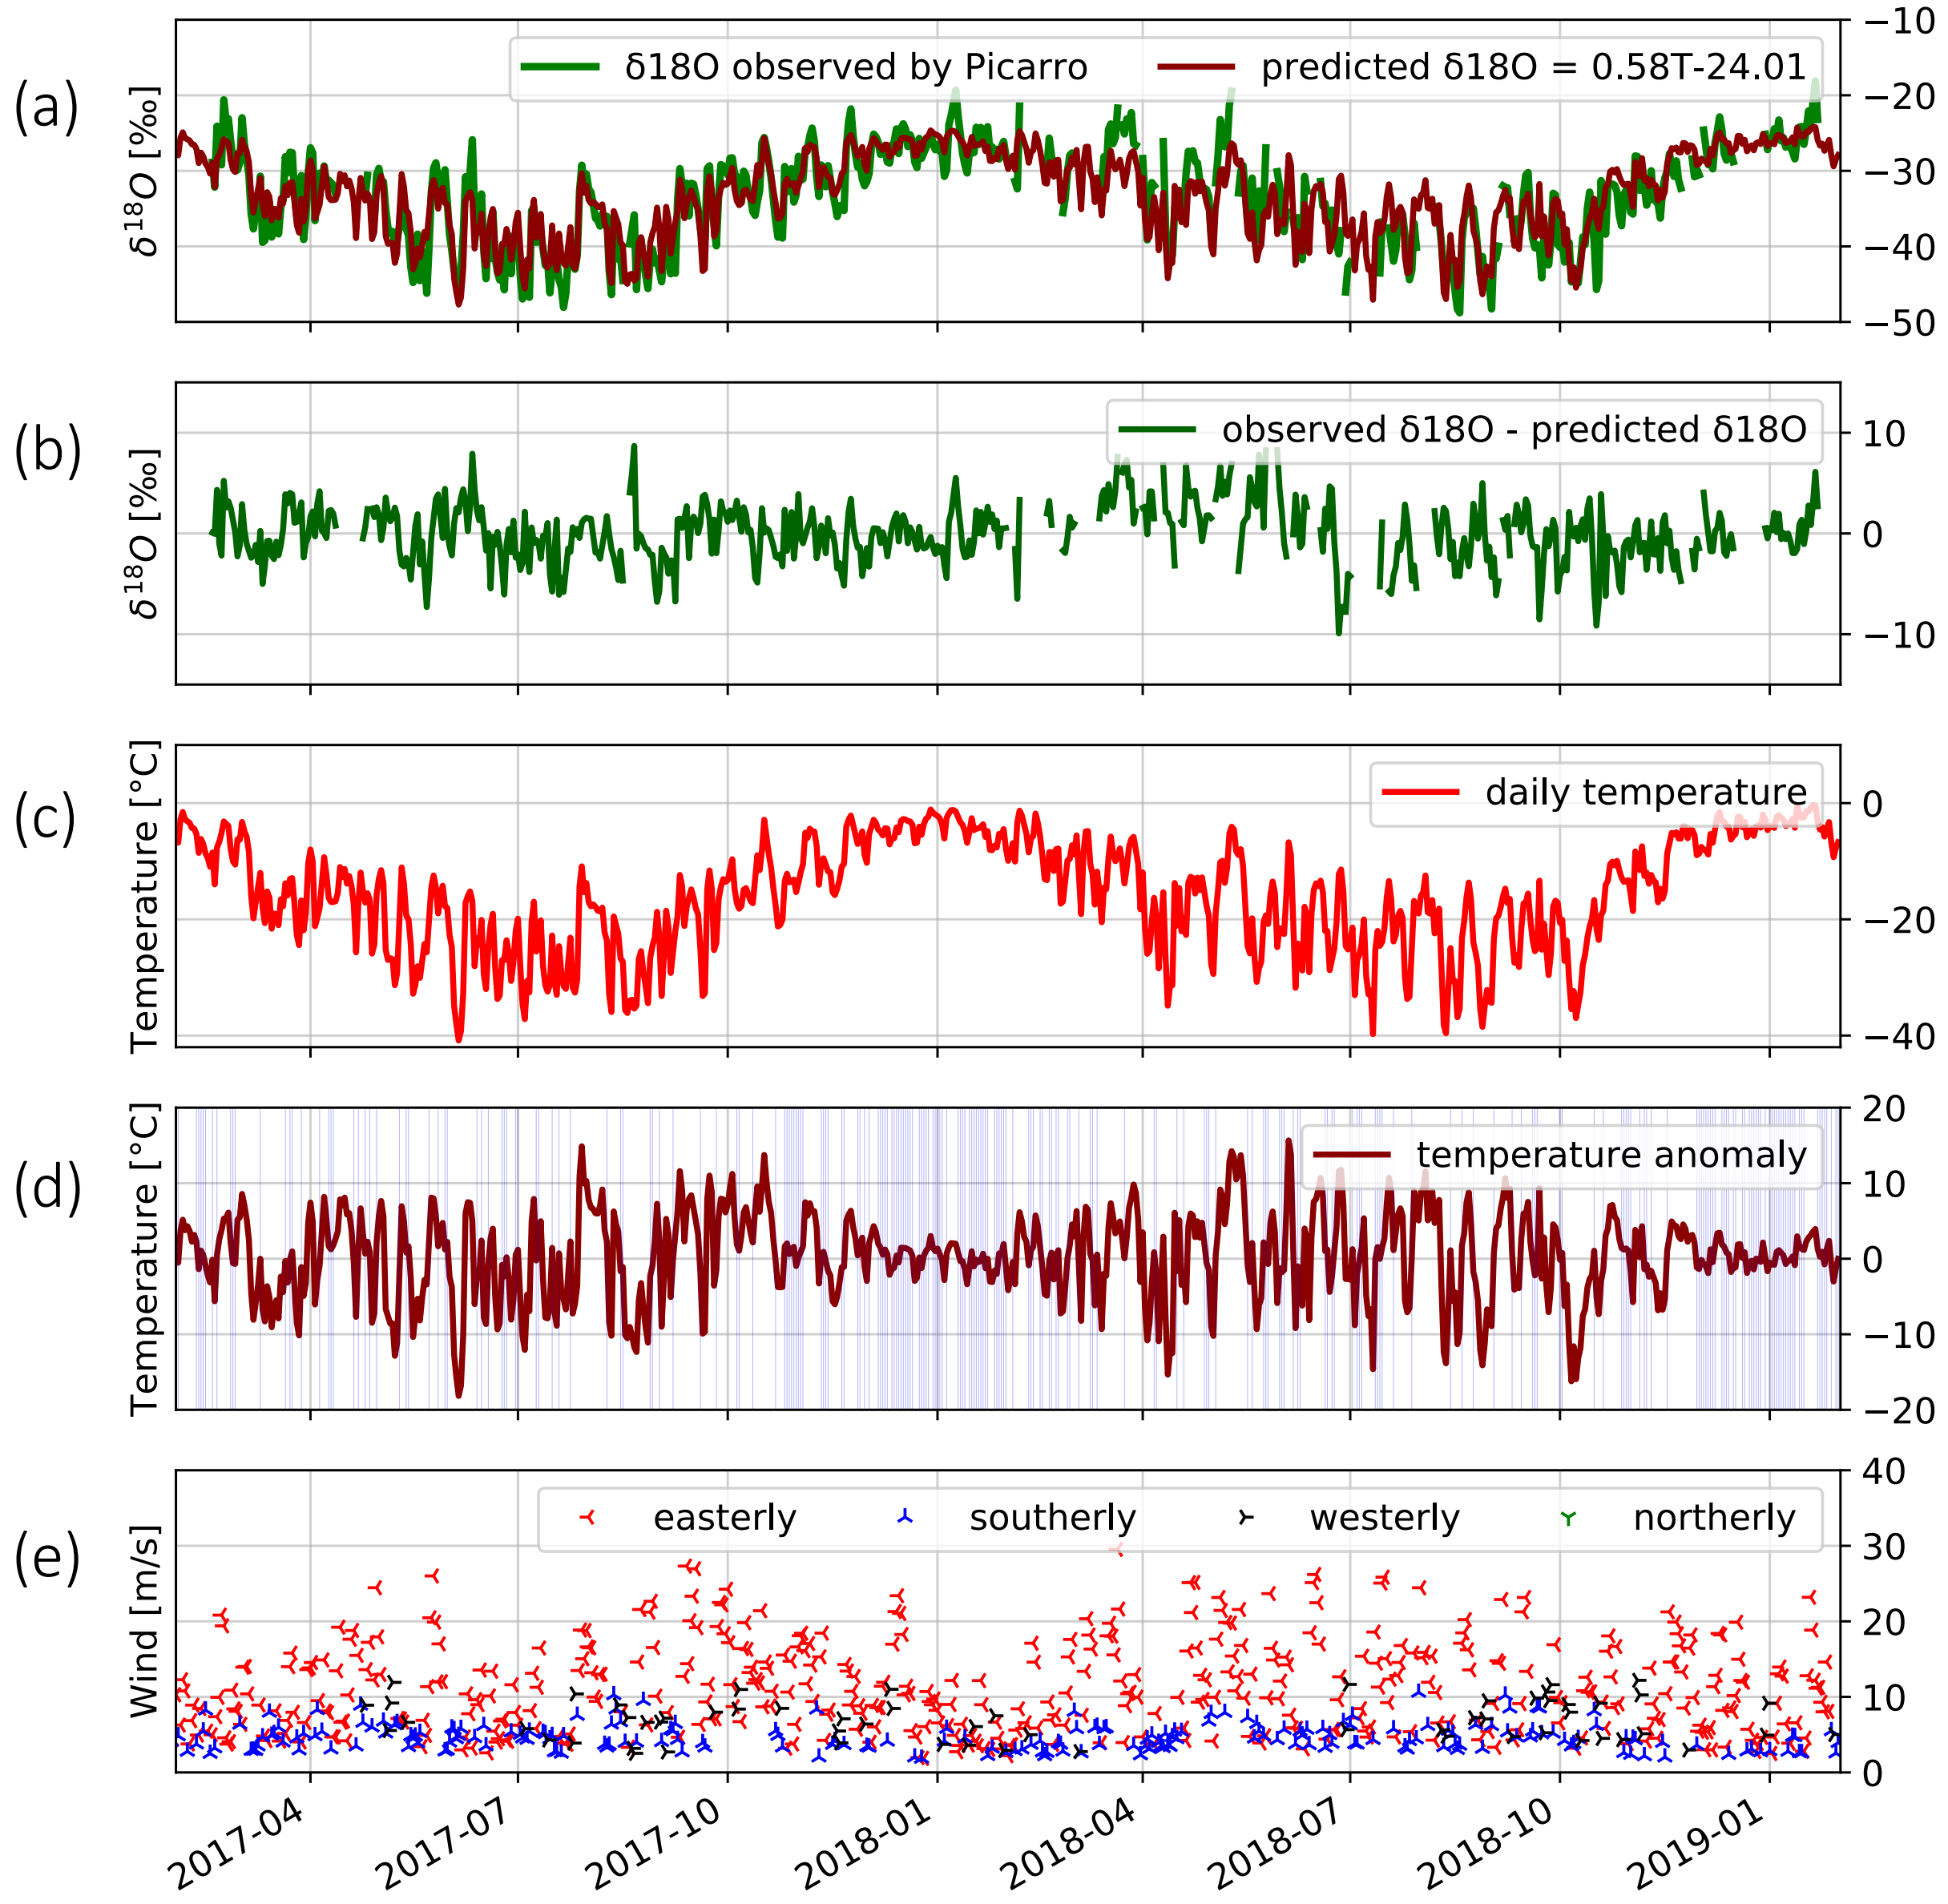 (a)
δ18O [‰]
δ18O observed by Picarro
predicted δ18O = 0.58T-24.01
−10
−20
−30
−40
−50
(b)
δ18O [‰]
observed δ18O - predicted δ18O
10
0
−10
(c)
Temperature [°C]
daily temperature
0
−20
−40
(d)
Temperature [°C]
temperature anomaly
20
10
0
−10
−20
(e)
Wind [m/s]
easterly
southerly
westerly
northerly
40
30
20
10
0
2017-04
2017-07
2017-10
2018-01
2018-04
2018-07
2018-10
2019-01